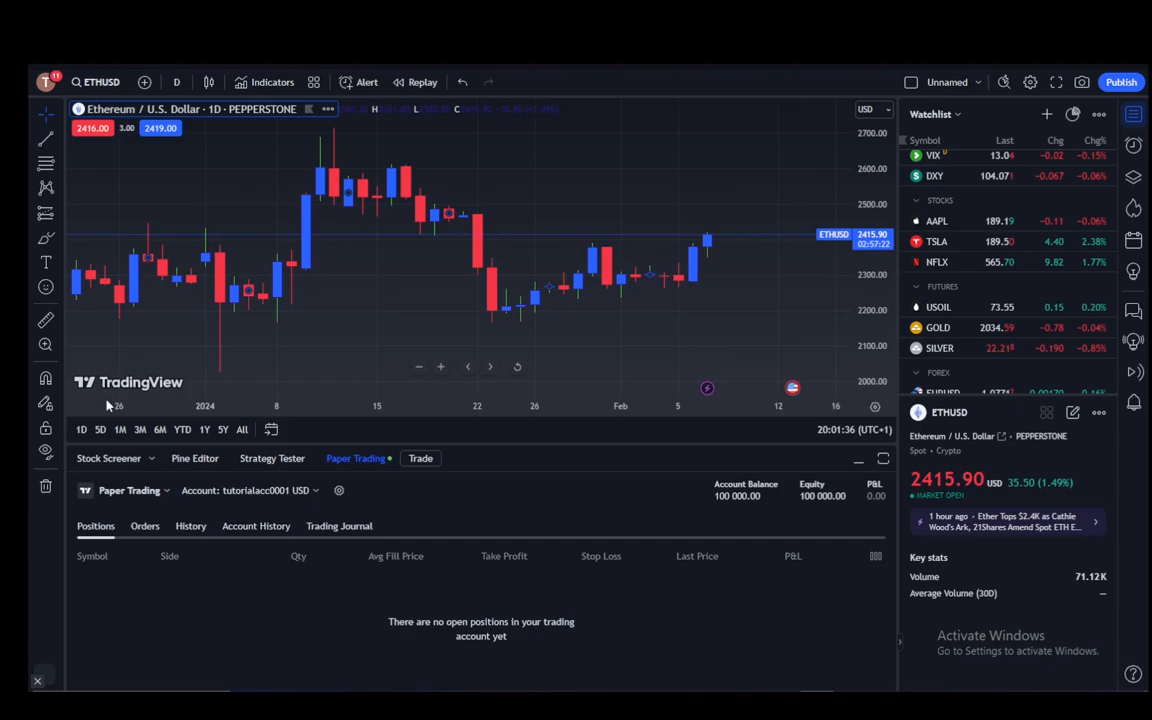 T 11 ETHUSD D Indicators Alert Replay Unnamed Publish
Ethereum / U.S. Dollar · 1D · PEPPERSTONE H L C
USD
2416.00 3.00 2419.00
2700.00
2600.00
2500.00
ETHUSD 2415.90
02:57:22
2300.00
2200.00
2100.00
2000.00
TradingView
26 2024 8 15 22 26 Feb 5 12 16
1D 5D 1M 3M 6M YTD 1Y 5Y All
20:01:36 (UTC+1)
Stock Screener Pine Editor Strategy Tester Paper Trading Trade
Paper Trading Account: tutorialacc0001 USD
Account Balance Equity P&L
100 000.00 100 000.00 0.00
Positions Orders History Account History Trading Journal
Symbol Side Qty Avg Fill Price Take Profit Stop Loss Last Price P&L
There are no open positions in your trading
account yet
Watchlist
Symbol Last Chg Chg%
VIX D 13.04 -0.02 -0.15%
DXY 104.071 -0.067 -0.06%
STOCKS
AAPL 189.19 -0.11 -0.06%
TSLA 189.50 4.40 2.38%
NFLX 565.70 9.82 1.77%
FUTURES
USOIL 73.55 0.15 0.20%
GOLD 2034.59 -0.78 -0.04%
SILVER 22.218 -0.190 -0.85%
FOREX
ETHUSD
Ethereum / U.S. Dollar • PEPPERSTONE
Spot • Crypto
2415.90 USD 35.50 (1.49%)
MARKET OPEN
1 hour ago • Ether Tops $2.4K as Cathie
Wood's Ark, 21Shares Amend Spot ETH E...
Key stats
Volume 71.12K
Average Volume (30D) —
Activate Windows
Go to Settings to activate Windows.